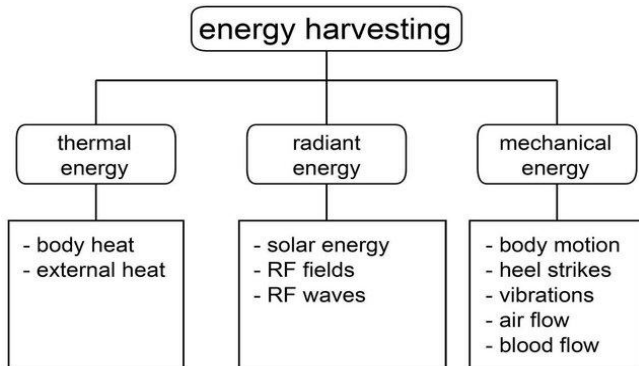 energy harvesting
thermal
energy
radiant
energy
mechanical
energy
- body heat
- external heat
- solar energy
- RF fields
- RF waves
- body motion
- heel strikes
- vibrations
- air flow
- blood flow